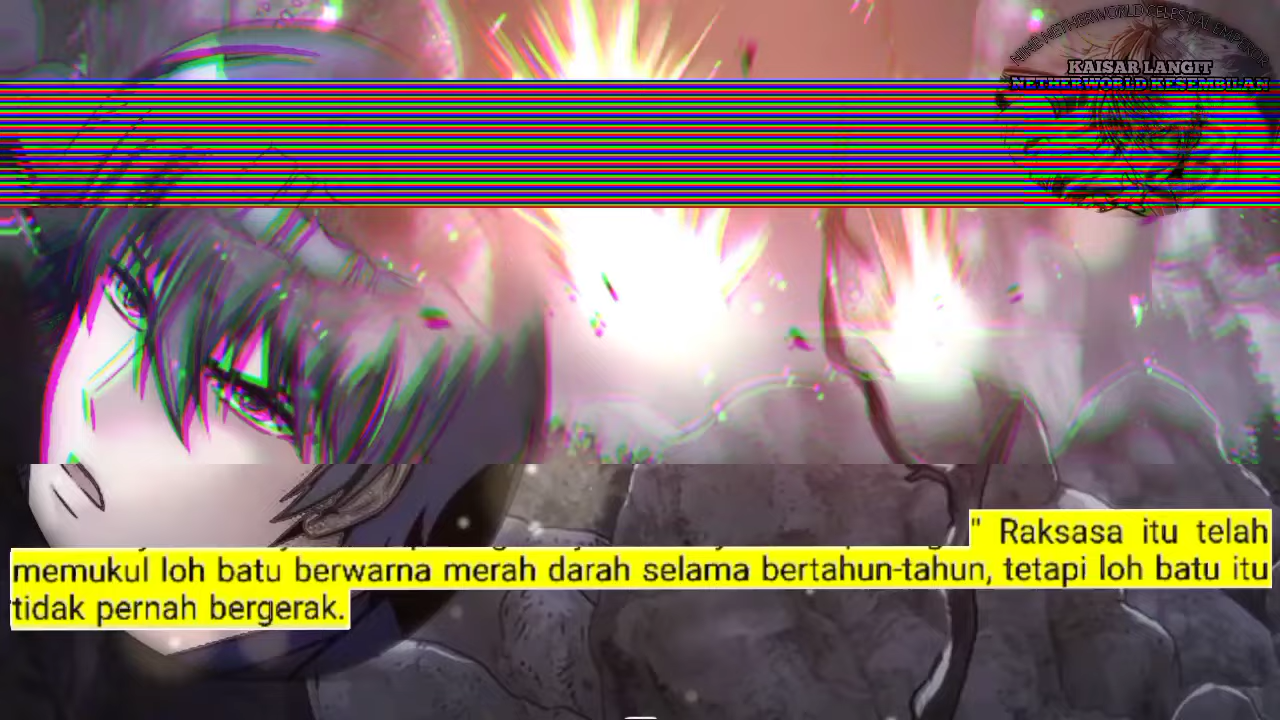 KAISAR LANGIT
NETHERWORLD KESEMBILAN
" Raksasa itu telah
memukul loh batu berwarna merah darah selama bertahun-tahun, tetapi loh batu itu
tidak pernah bergerak.